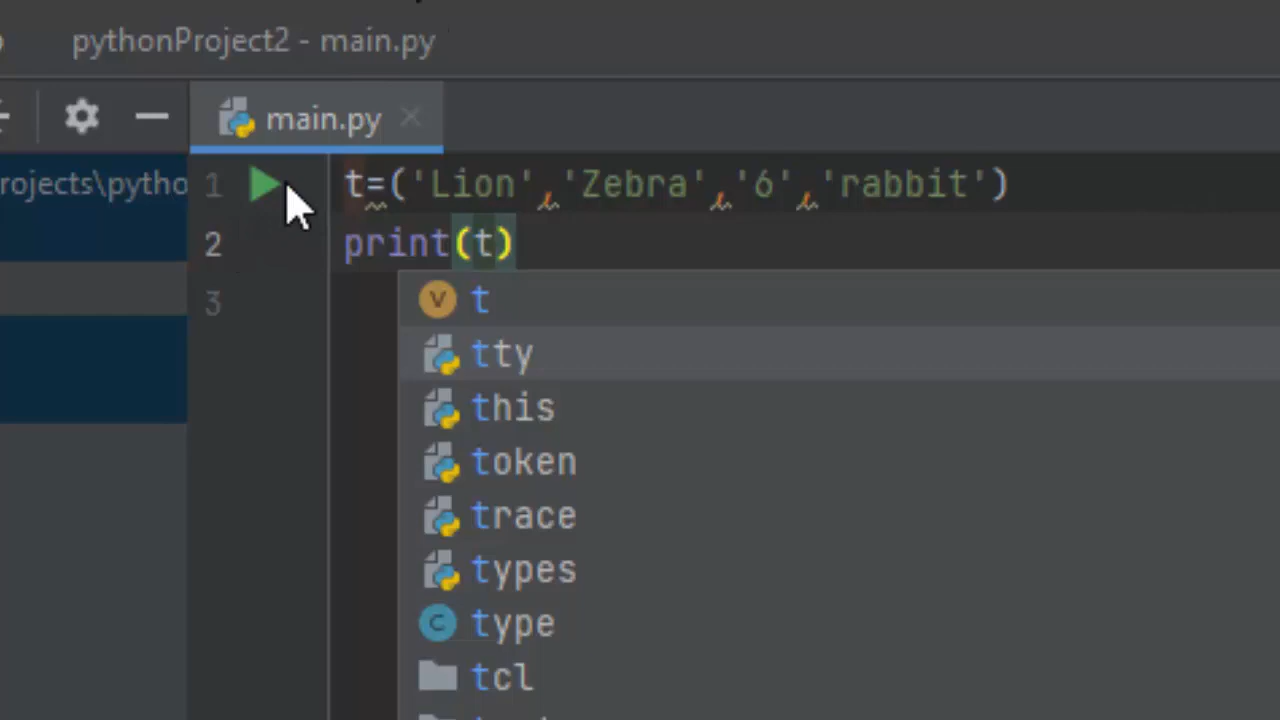 pythonProject2 - main.py
main.py
rojects\pytho
1 t=('Lion','Zebra','6','rabbit')
2 print(t)
3
V t
tty
this
token
trace
types
C type
tcl